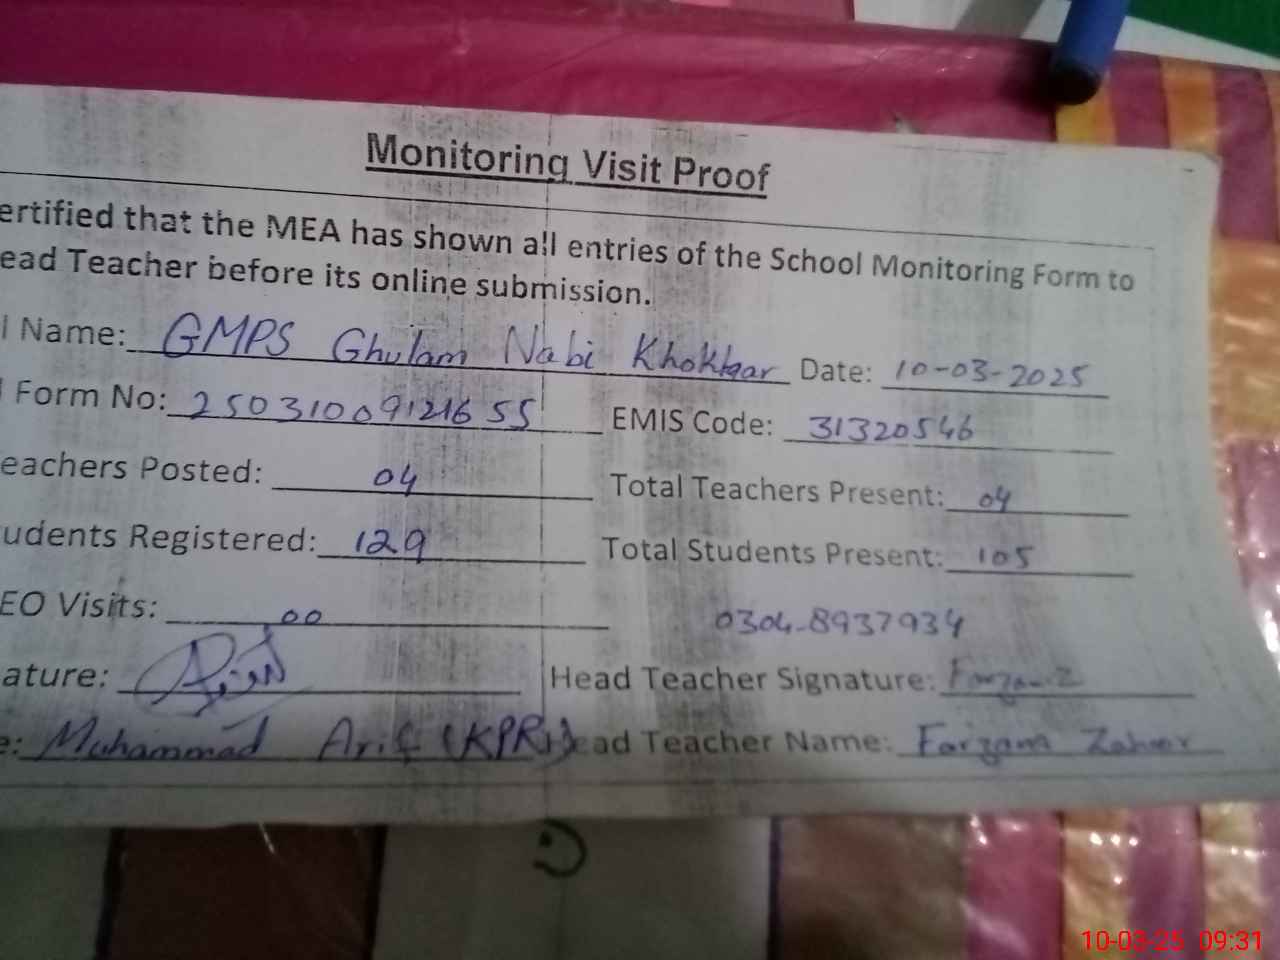 Monitoring Visit Proof
ertified that the MEA has shown all entries of the School Monitoring Form to
ead Teacher before its online submission.
l Name: GMPS Ghulam Nabi Khokhar Date: 10-03-2025
Form No: 25031009121655 EMIS Code: 31320546
eachers Posted: 04 Total Teachers Present: 04
udents Registered: 129 Total Students Present: 105
EO Visits: 00 0304-8937934
ature: Head Teacher Signature:
e: Muhammad Arif (KPR) ead Teacher Name: Farzana Zaheer
10-03-25 09:31